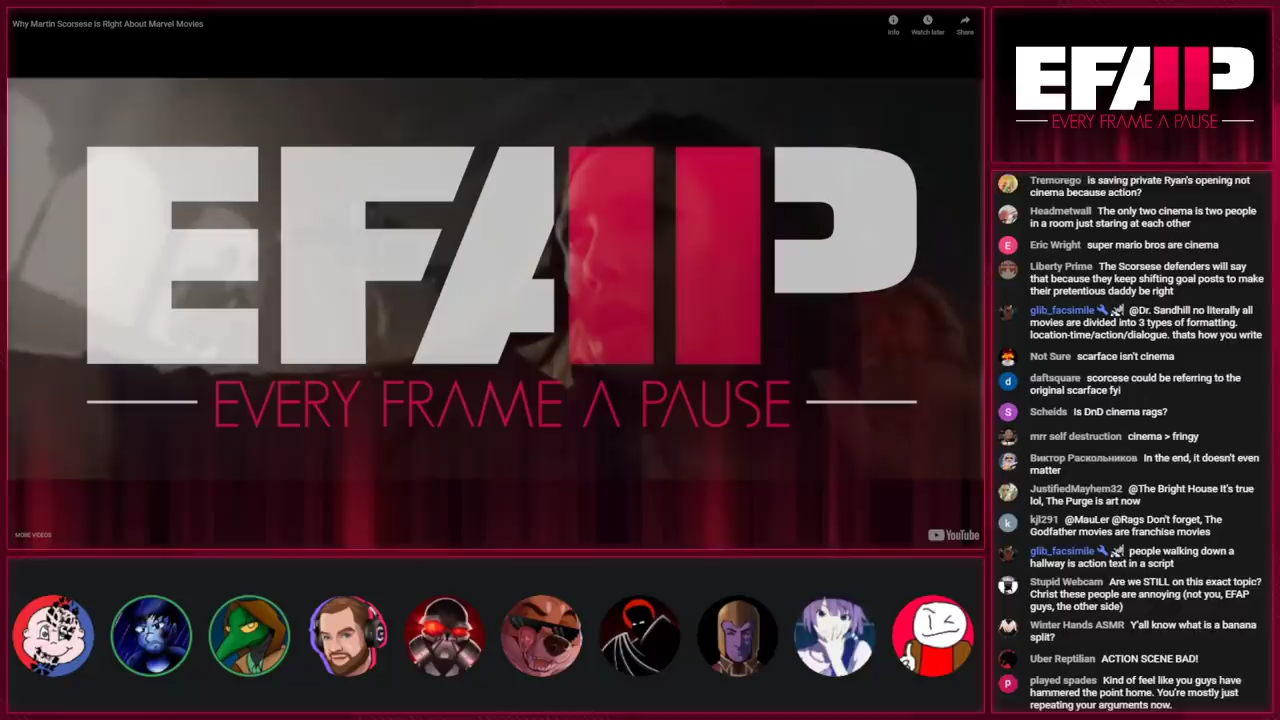 Why Martin Scorsese Is Right About Marvel Movies
Info
Watch later
Share
EFAP
EVERY FRAME A PAUSE
MORE VIDEOS
YouTube
EFAP
EVERY FRAME A PAUSE
Tremorego is saving private Ryan's opening not
cinema because action?
Headmetwall The only two cinema is two people
in a room just staring at each other
E
Eric Wright super mario bros are cinema
Liberty Prime The Scorsese defenders will say
that because they keep shifting goal posts to make
their pretentious daddy be right
glib_facsimile @Dr. Sandhill no literally all
movies are divided into 3 types of formatting.
location-time/action/dialogue. thats how you write
Not Sure scarface isn't cinema
d
daftsquare scorcese could be referring to the
original scarface fyi
S
Scheids Is DnD cinema rags?
mrr self destruction cinema > fringy
Виктор Раскольников In the end, it doesn't even
matter
JustifiedMayhem32 @The Bright House It's true
lol, The Purge is art now
k
kjl291 @MauLer @Rags Don't forget, The
Godfather movies are franchise movies
glib_facsimile people walking down a
hallway is action text in a script
Stupid Webcam Are we STILL on this exact topic?
Christ these people are annoying (not you, EFAP
guys, the other side)
Winter Hands ASMR Y'all know what is a banana
split?
Uber Reptilian ACTION SCENE BAD!
p
played spades Kind of feel like you guys have
hammered the point home. You're mostly just
repeating your arguments now.